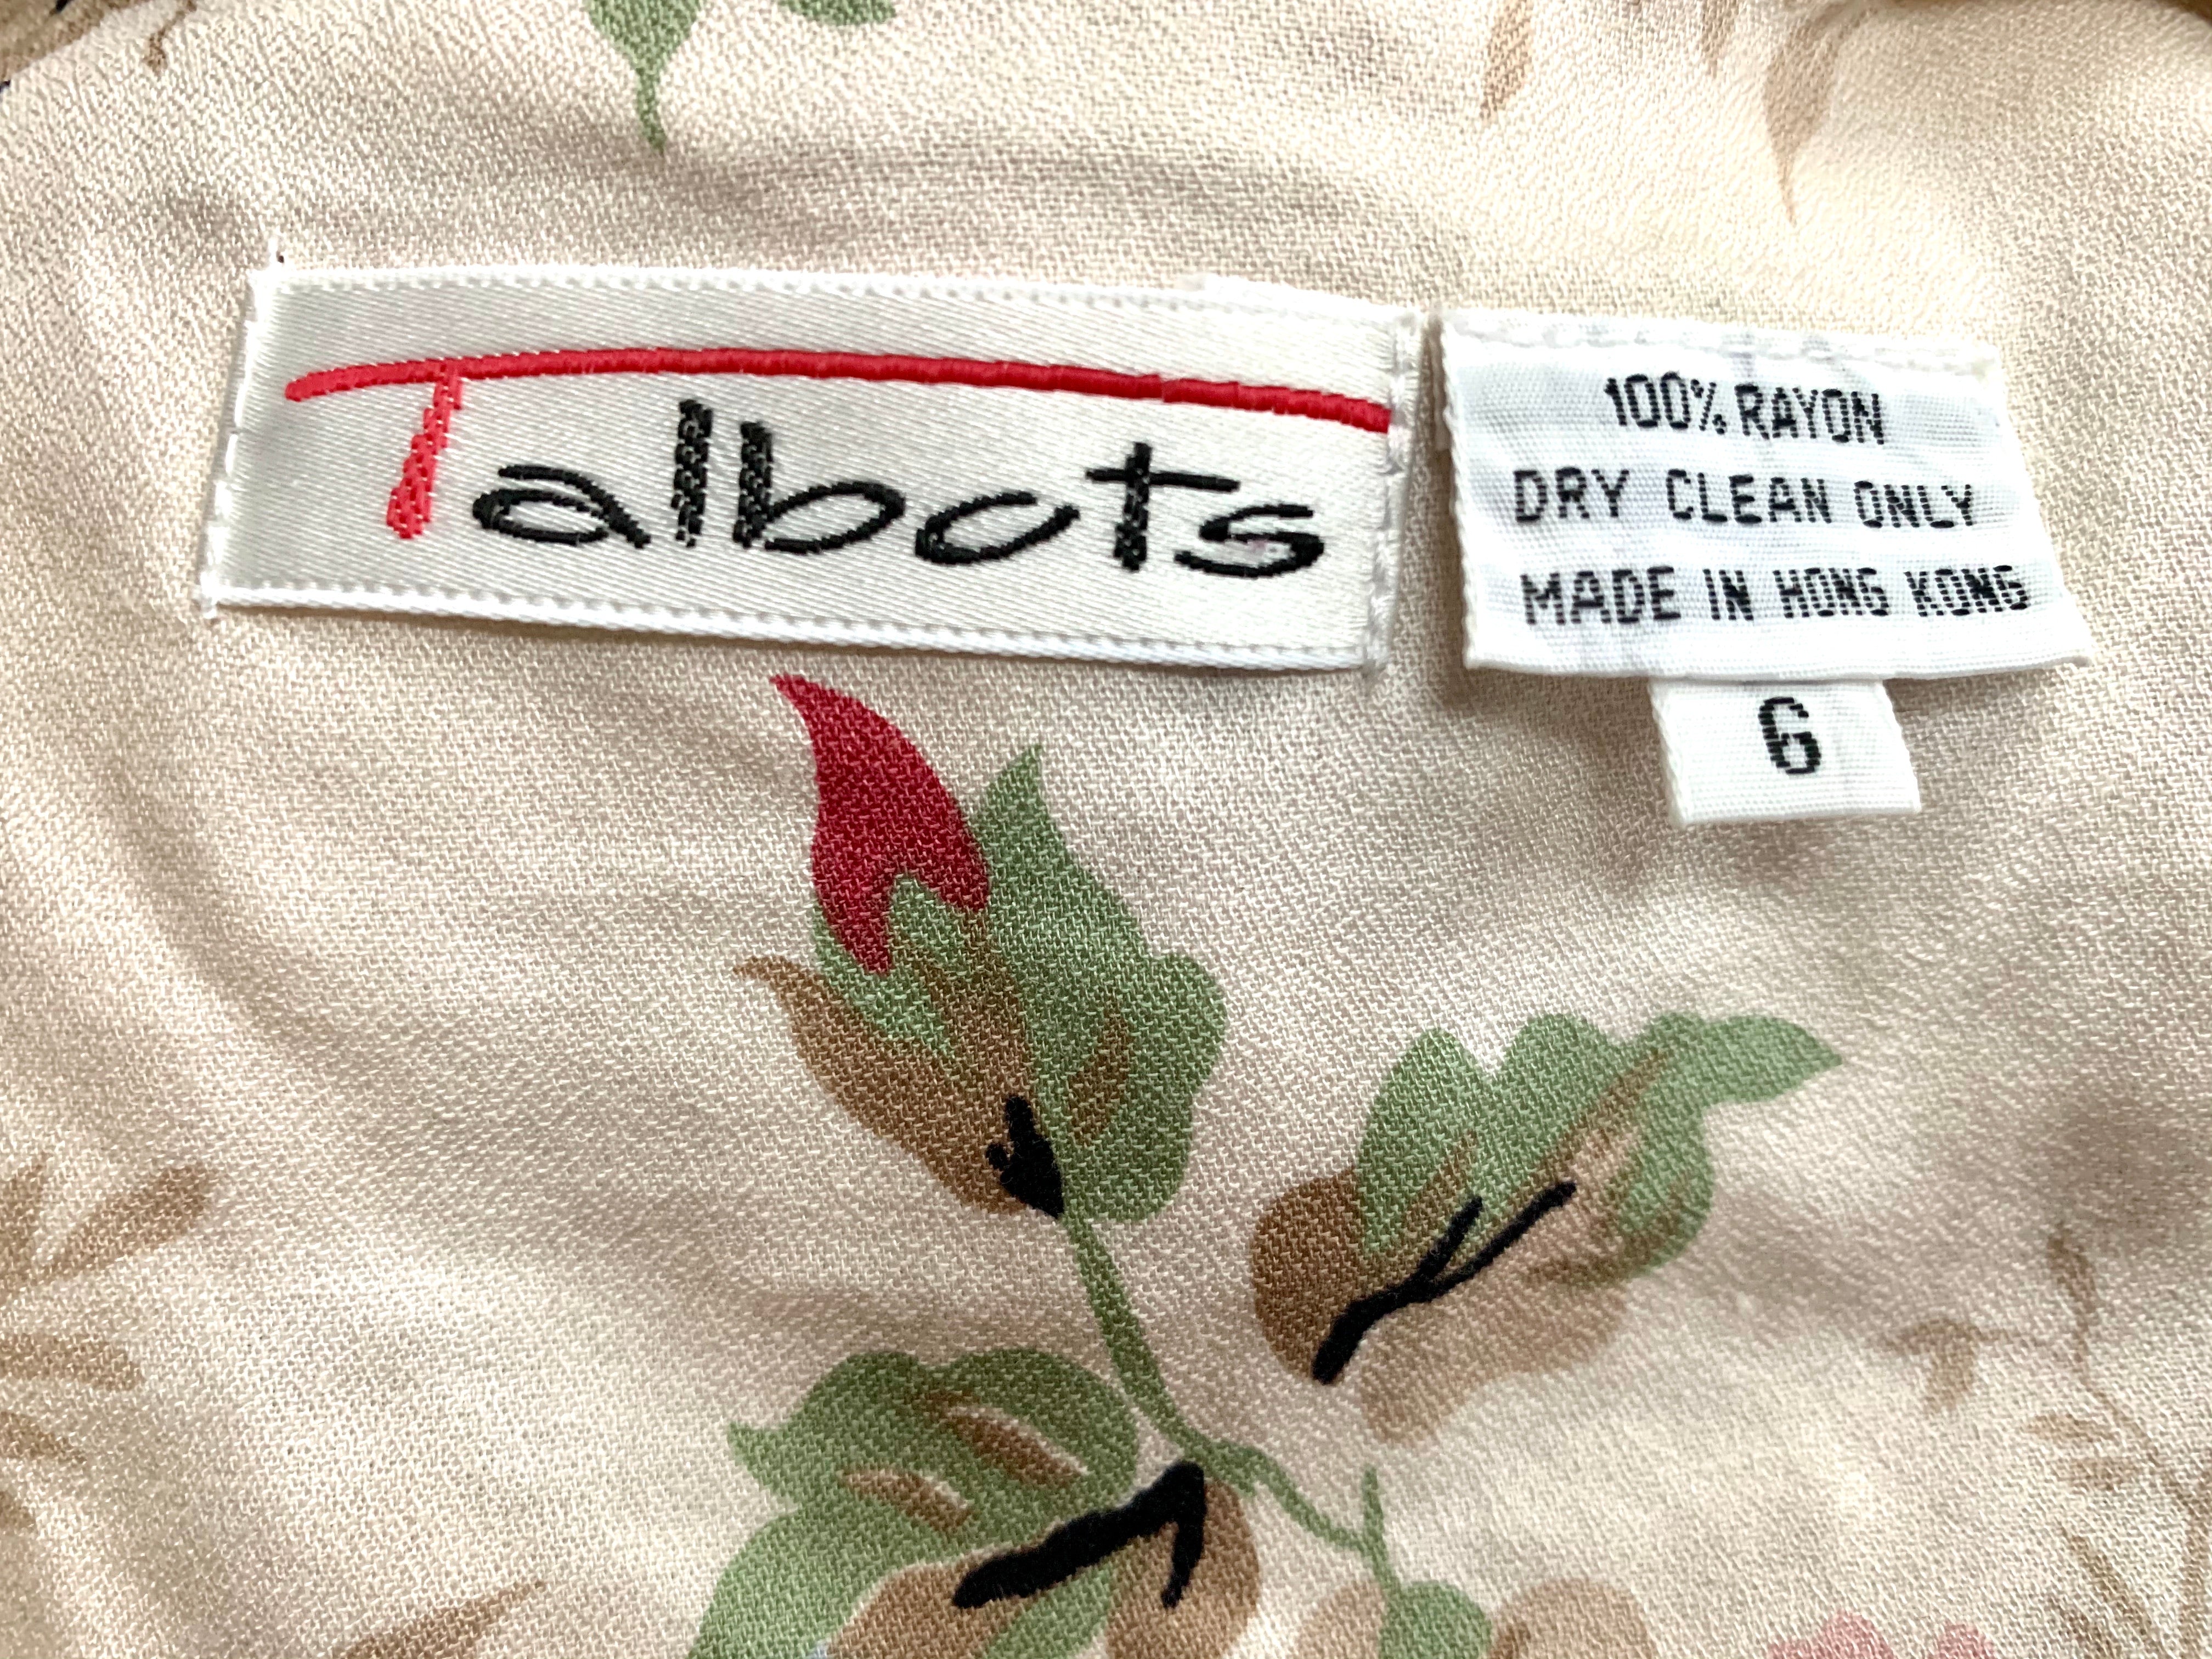 Talbots
100% RAYON
DRY CLEAN ONLY
MADE IN HONG KONG
6